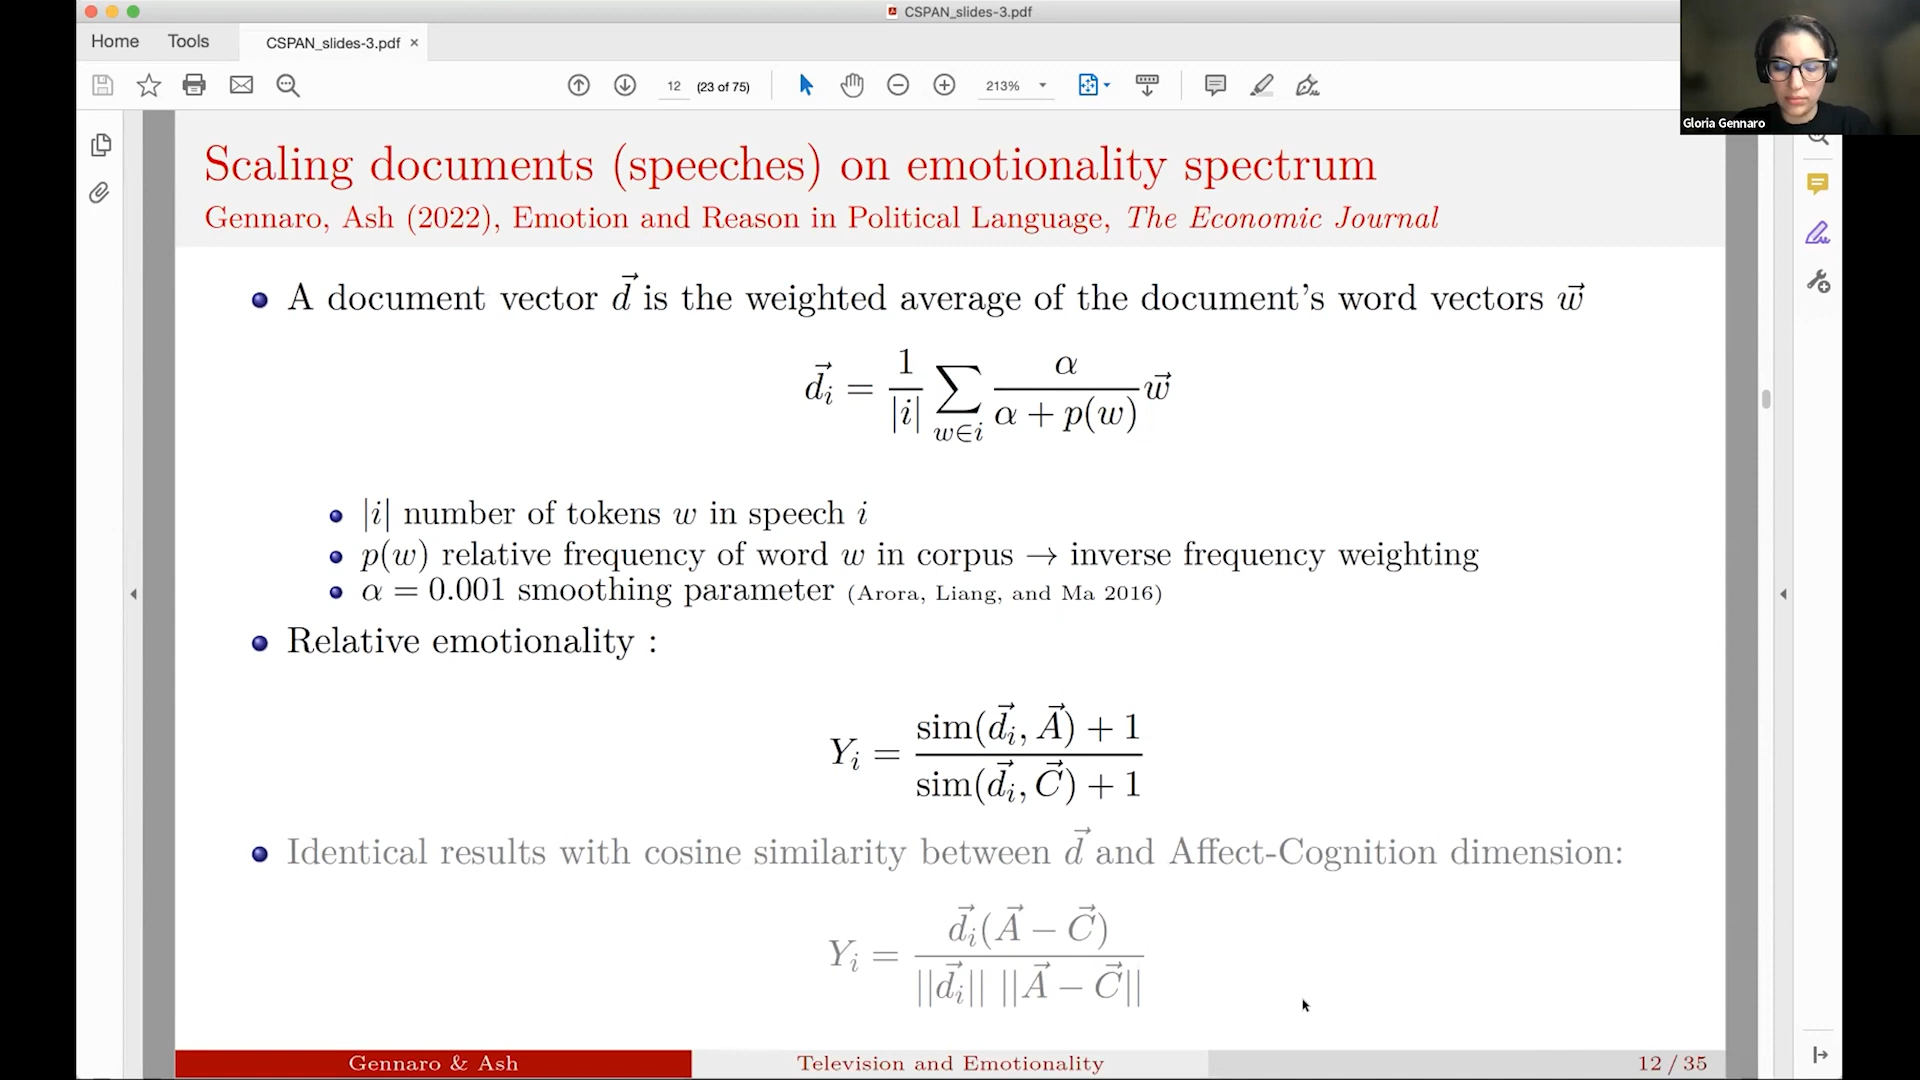 CSPAN_slides-3.pdf
Home Tools CSPAN_slides-3.pdf ×
12 (23 of 75) 213%
Gloria Gennaro
Scaling documents (speeches) on emotionality spectrum
Gennaro, Ash (2022), Emotion and Reason in Political Language, The Economic Journal
A document vector d⃗ is the weighted average of the document's word vectors w⃗
d⃗ᵢ = 1/|i| ∑_{w∈i} α/(α + p(w)) w⃗
|i| number of tokens w in speech i
p(w) relative frequency of word w in corpus → inverse frequency weighting
α = 0.001 smoothing parameter (Arora, Liang, and Ma 2016)
Relative emotionality :
Yᵢ = (sim(d⃗ᵢ, A⃗) + 1)/(sim(d⃗ᵢ, C⃗) + 1)
Identical results with cosine similarity between d⃗ and Affect-Cognition dimension:
Yᵢ = d⃗ᵢ(A⃗ − C⃗)/(||d⃗ᵢ|| ||A⃗ − C⃗||)
Gennaro & Ash Television and Emotionality 12 / 35